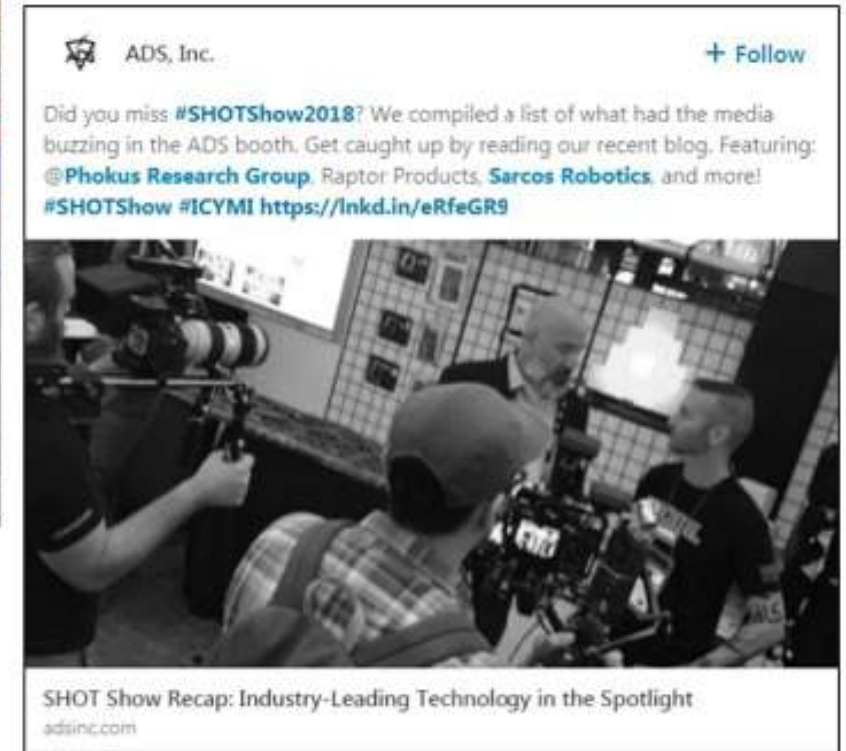 ADS, Inc.
+ Follow
Did you miss #SHOTShow2018? We compiled a list of what had the media
buzzing in the ADS booth. Get caught up by reading our recent blog. Featuring:
@Phokus Research Group, Raptor Products, Sarcos Robotics, and more!
#SHOTShow #ICYMI https://lnkd.in/eRfeGR9
SHOT Show Recap: Industry-Leading Technology in the Spotlight
adsinc.com